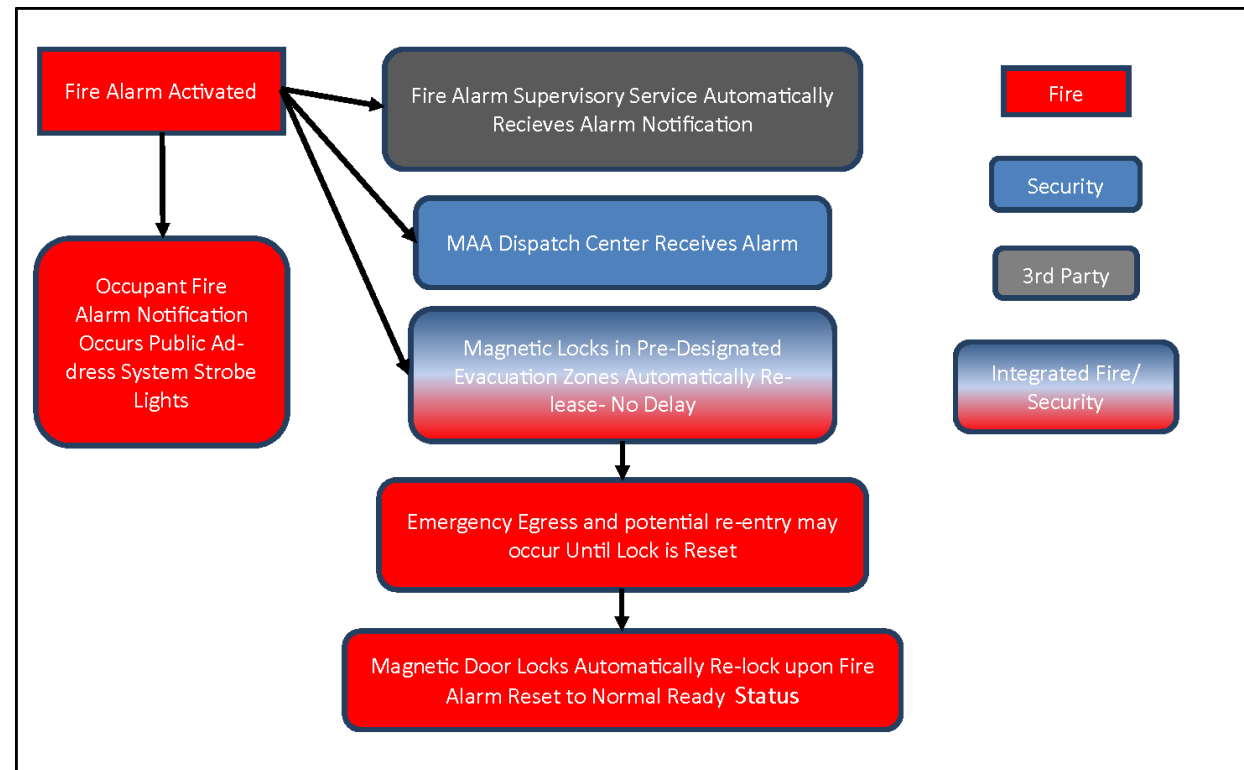 Fire Alarm Activated
Fire Alarm Supervisory Service Automatically
Recieves Alarm Notification
MAA Dispatch Center Receives Alarm
Occupant Fire
Alarm Notification
Occurs Public Ad-
dress System Strobe
Lights
Magnetic Locks in Pre-Designated
Evacuation Zones Automatically Re-
lease- No Delay
Emergency Egress and potential re-entry may
occur Until Lock is Reset
Magnetic Door Locks Automatically Re-lock upon Fire
Alarm Reset to Normal Ready Status
Fire
Security
3rd Party
Integrated Fire/
Security